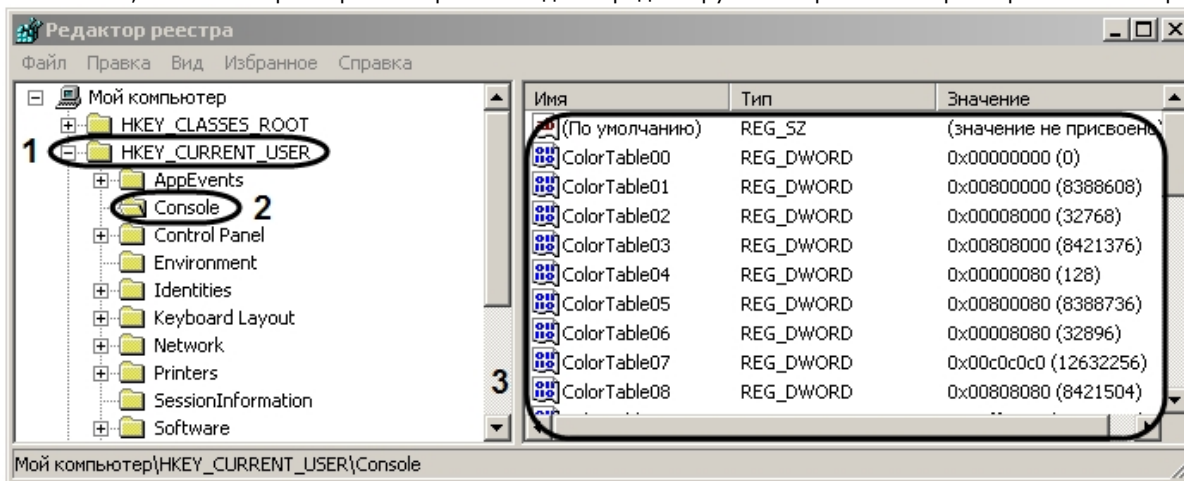 Редактор реестра
Файл Правка Вид Избранное Справка
Мой компьютер
HKEY_CLASSES_ROOT
1 HKEY_CURRENT_USER
AppEvents
Console 2
Control Panel
Environment
Identities
Keyboard Layout
Network
Printers
SessionInformation
Software
3
Имя Тип Значение
(По умолчанию) REG_SZ (значение не присвоено
ColorTable00 REG_DWORD 0x00000000 (0)
ColorTable01 REG_DWORD 0x00800000 (8388608)
ColorTable02 REG_DWORD 0x00008000 (32768)
ColorTable03 REG_DWORD 0x00808000 (8421376)
ColorTable04 REG_DWORD 0x00000080 (128)
ColorTable05 REG_DWORD 0x00800080 (8388736)
ColorTable06 REG_DWORD 0x00008080 (32896)
ColorTable07 REG_DWORD 0x00c0c0c0 (12632256)
ColorTable08 REG_DWORD 0x00808080 (8421504)
Мой компьютер\HKEY_CURRENT_USER\Console